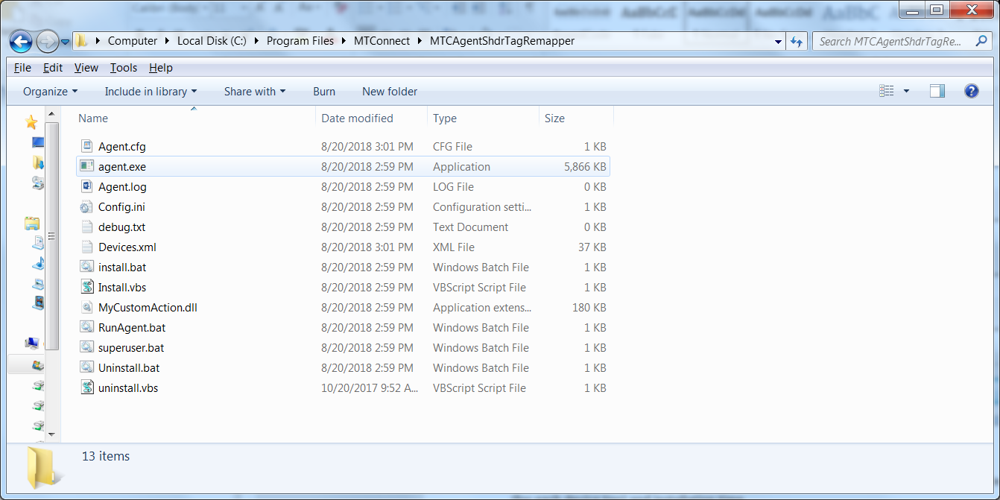 Computer Local Disk (C:) Program Files MTConnect MTCAgentShdrTagRemapper Search MTCAgentShdrTagRe...
File Edit View Tools Help
Organize Include in library Share with Burn New folder
Name Date modified Type Size
Agent.cfg 8/20/2018 3:01 PM CFG File 1 KB
agent.exe 8/20/2018 2:59 PM Application 5,866 KB
Agent.log 8/20/2018 2:59 PM LOG File 0 KB
Config.ini 8/20/2018 2:59 PM Configuration setti... 1 KB
debug.txt 8/20/2018 2:59 PM Text Document 0 KB
Devices.xml 8/20/2018 3:01 PM XML File 37 KB
install.bat 8/20/2018 2:59 PM Windows Batch File 1 KB
Install.vbs 8/20/2018 2:59 PM VBScript Script File 1 KB
MyCustomAction.dll 8/20/2018 2:59 PM Application extens... 180 KB
RunAgent.bat 8/20/2018 2:59 PM Windows Batch File 1 KB
superuser.bat 8/20/2018 2:59 PM Windows Batch File 1 KB
Uninstall.bat 8/20/2018 2:59 PM Windows Batch File 1 KB
uninstall.vbs 10/20/2017 9:52 A... VBScript Script File 1 KB
13 items